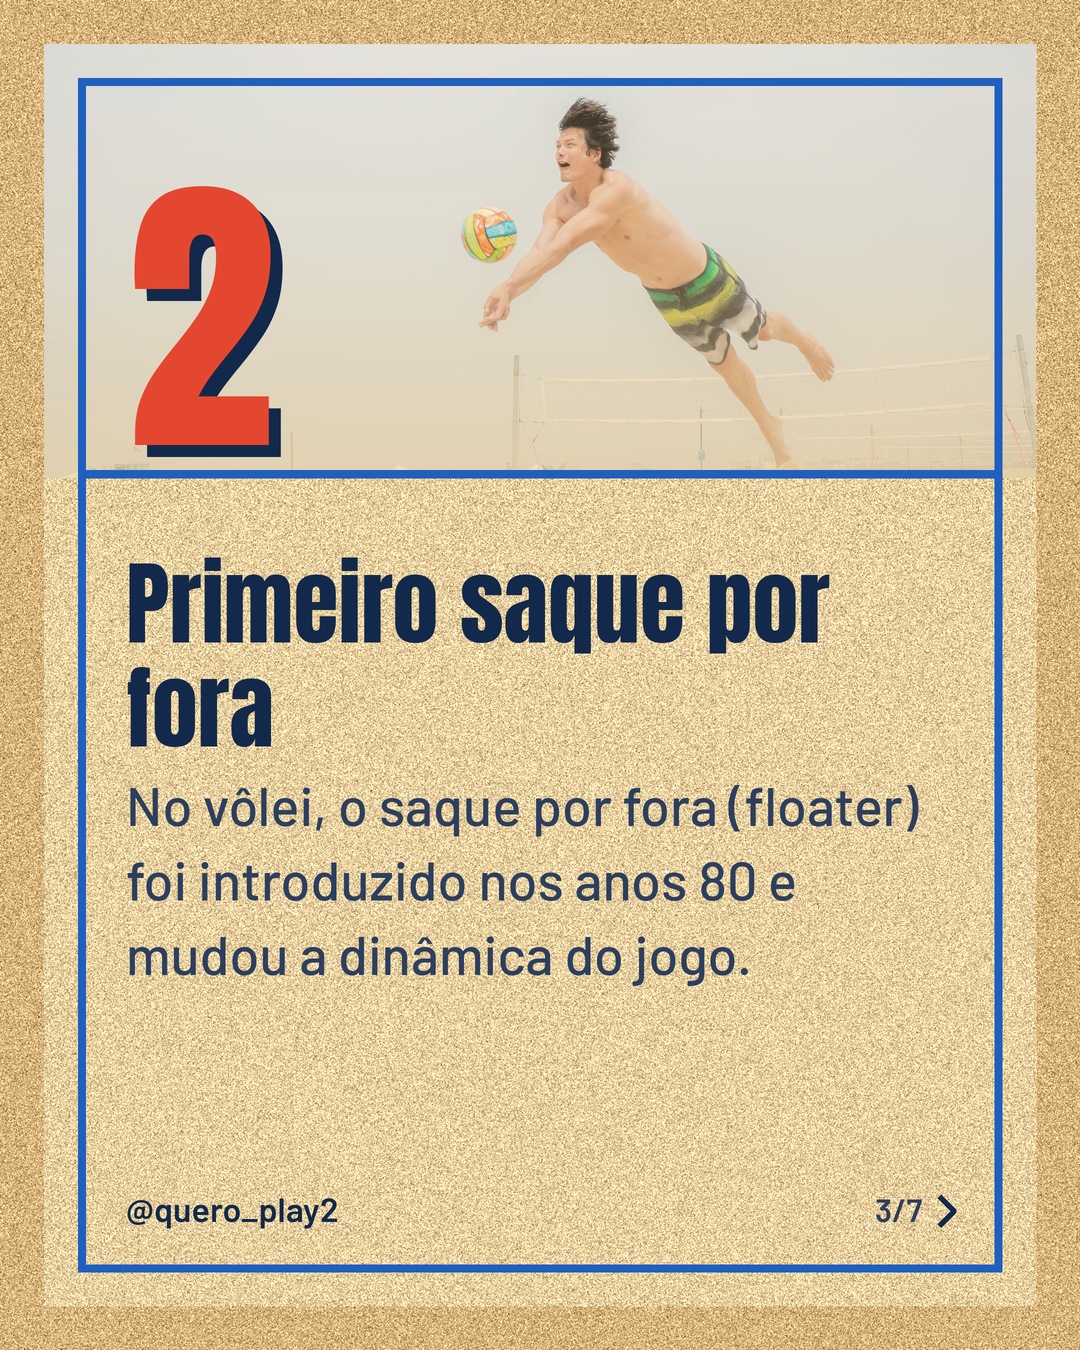 2
Primeiro saque por
fora
No vôlei, o saque por fora (floater)
foi introduzido nos anos 80 e
mudou a dinâmica do jogo.
@quero_play2
3/7